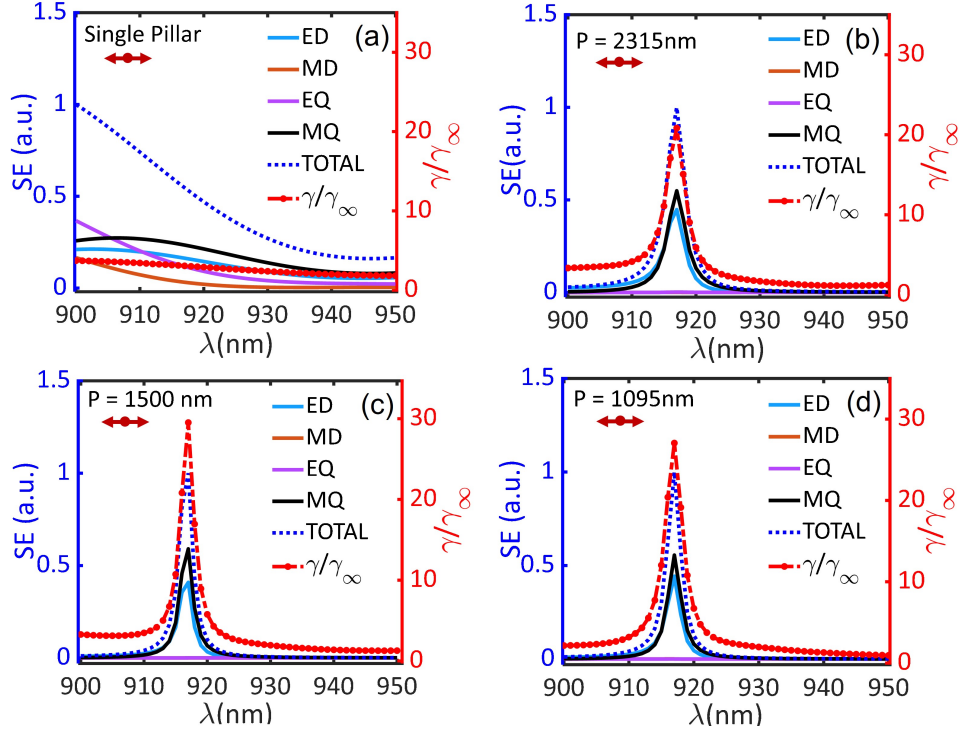 (a)
Single Pillar
ED
MD
EQ
MQ
TOTAL
γ/γ∞
SE (a.u.)
1.5
1
0.5
0
γ/γ∞
30
20
10
0
900 910 920 930 940 950
λ(nm)
(b)
P = 2315nm
ED
MD
EQ
MQ
TOTAL
γ/γ∞
SE(a.u.)
1.5
1
0.5
0
γ/γ∞
30
20
10
0
900 910 920 930 940 950
λ(nm)
(c)
P = 1500 nm
ED
MD
EQ
MQ
TOTAL
γ/γ∞
SE (a.u.)
1.5
1
0.5
0
γ/γ∞
30
20
10
0
900 910 920 930 940 950
λ(nm)
(d)
P = 1095nm
ED
MD
EQ
MQ
TOTAL
γ/γ∞
SE (a.u.)
1.5
1
0.5
0
γ/γ∞
30
20
10
0
900 910 920 930 940 950
λ(nm)